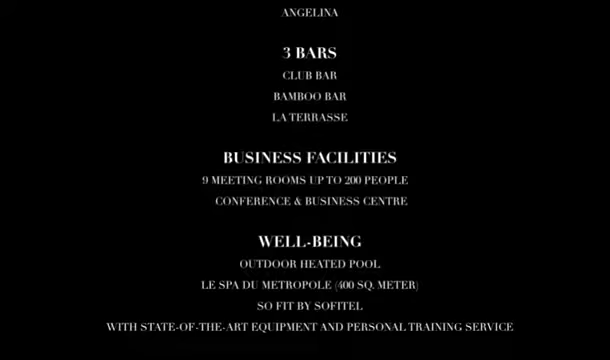 ANGELINA
3 BARS
CLUB BAR
BAMBOO BAR
LA TERRASSE
BUSINESS FACILITIES
9 MEETING ROOMS UP TO 200 PEOPLE
CONFERENCE & BUSINESS CENTRE
WELL-BEING
OUTDOOR HEATED POOL
LE SPA DU METROPOLE (400 SQ. METER)
SO FIT BY SOFITEL
WITH STATE-OF-THE-ART EQUIPMENT AND PERSONAL TRAINING SERVICE